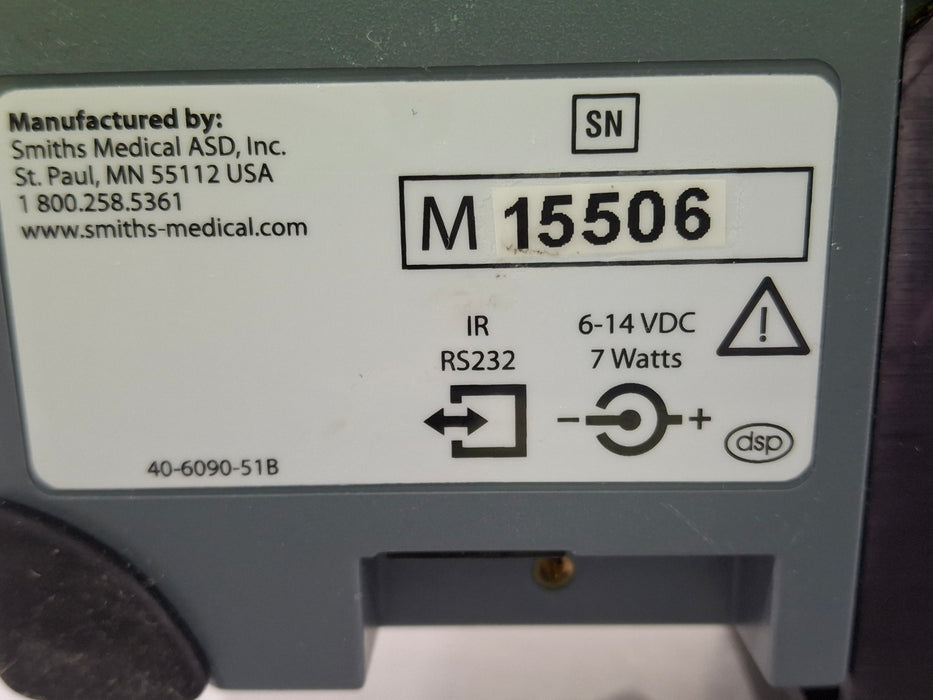 Manufactured by:
Smiths Medical ASD, Inc.
St. Paul, MN 55112 USA
1 800.258.5361
www.smiths-medical.com
SN
M 15506
IR
RS232
6-14 VDC
7 Watts
!
- +
dsp
40-6090-51B